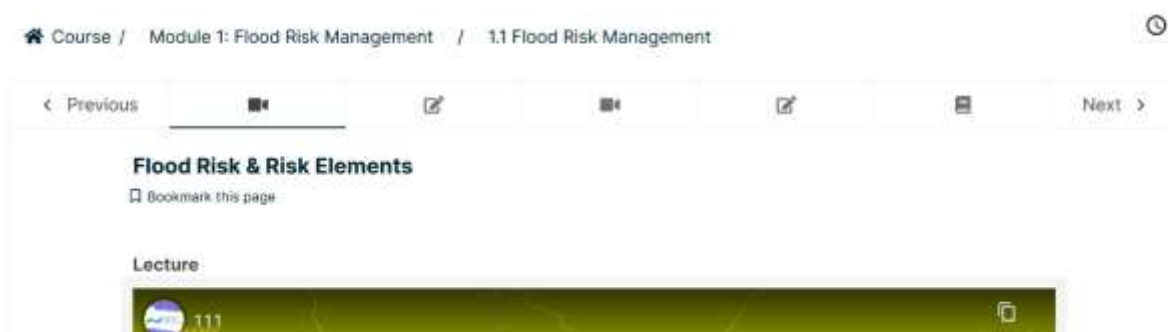 Course / Module 1: Flood Risk Management / 1.1 Flood Risk Management
< Previous Next >
Flood Risk & Risk Elements
Bookmark this page
Lecture
111